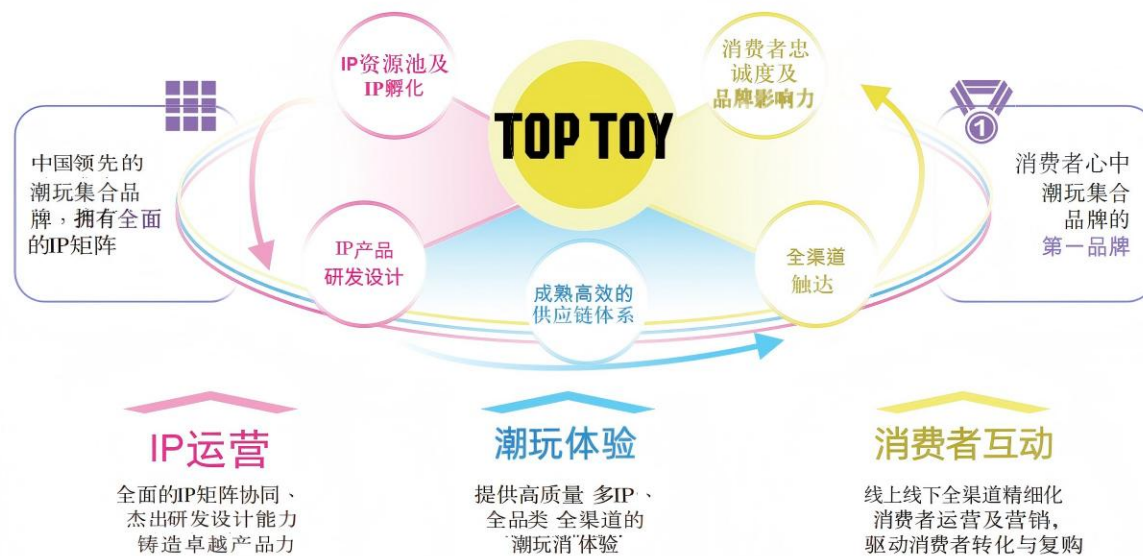 IP资源池及
IP孵化
TOP TOY
消费者忠
诚度及
品牌影响力
中国领先的
潮玩集合品
牌，拥有全面
的IP矩阵
1
消费者心中
潮玩集合
品牌的
第一品牌
IP产品
研发设计
成熟高效的
供应链体系
全渠道
触达
IP运营
全面的IP矩阵协同、
杰出研发设计能力
铸造卓越产品力
潮玩体验
提供高质量 多IP、
全品类 全渠道的
"潮玩消"体验"
消费者互动
线上线下全渠道精细化
消费者运营及营销,
驱动消费者转化与复购